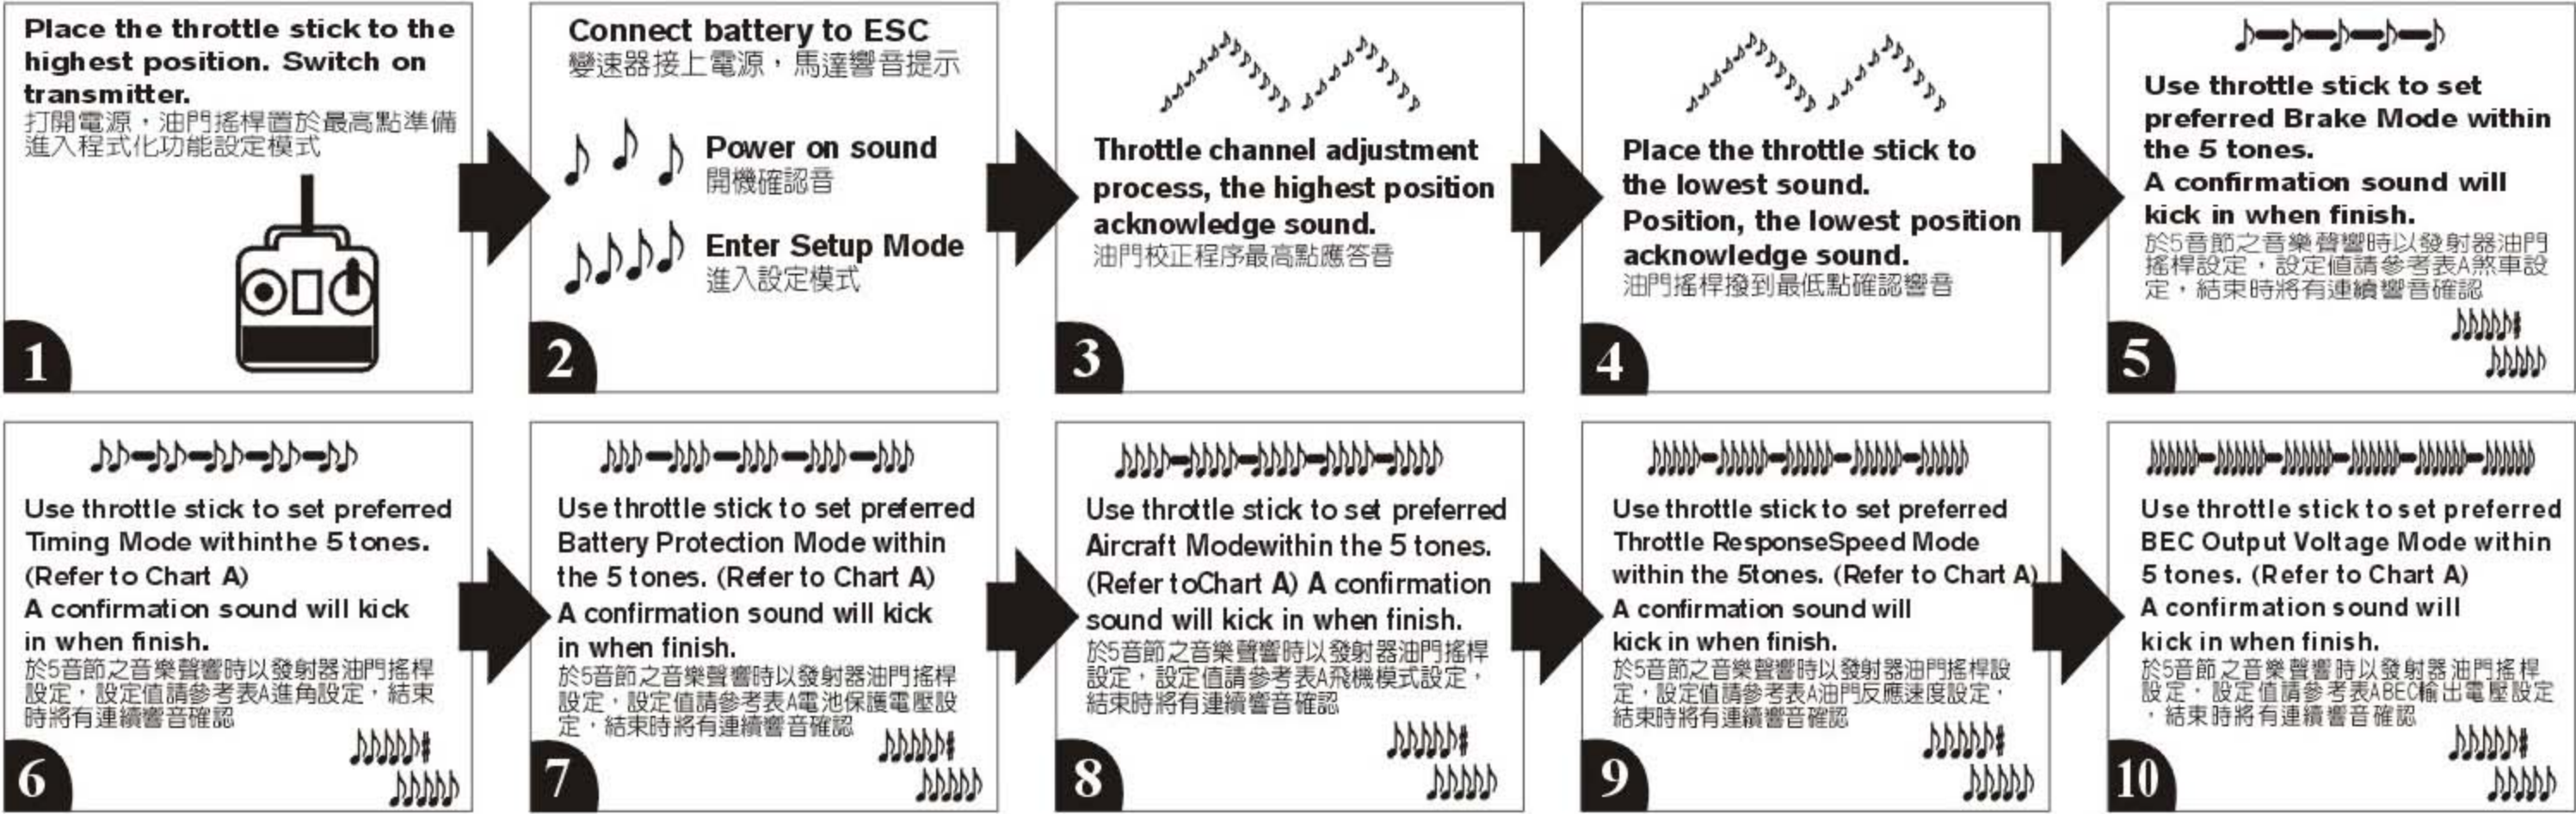 Place the throttle stick to the
highest position. Switch on
transmitter.
打開電源，油門搖桿置於最高點準備
進入程式化功能設定模式
1
Connect battery to ESC
變速器接上電源，馬達響音提示
Power on sound
開機確認音
Enter Setup Mode
進入設定模式
2
Throttle channel adjustment
process, the highest position
acknowledge sound.
油門校正程序最高點應答音
3
Place the throttle stick to
the lowest sound.
Position, the lowest position
acknowledge sound.
油門搖桿撥到最低點確認響音
4
Use throttle stick to set
preferred Brake Mode within
the 5 tones.
A confirmation sound will
kick in when finish.
於5音節之音樂聲響時以發射器油門
搖桿設定，設定值請參考表A煞車設
定，結束時將有連續響音確認
5
Use throttle stick to set preferred
Timing Mode withinthe 5 tones.
(Refer to Chart A)
A confirmation sound will kick
in when finish.
於5音節之音樂聲響時以發射器油門搖桿
設定，設定值請參考表A進角設定，結束
時將有連續響音確認
6
Use throttle stick to set preferred
Battery Protection Mode within
the 5 tones. (Refer to Chart A)
A confirmation sound will kick
in when finish.
於5音節之音樂聲響時以發射器油門搖桿
設定，設定值請參考表A電池保護電壓設
定，結束時將有連續響音確認
7
Use throttle stick to set preferred
Aircraft Modewithin the 5 tones.
(Refer toChart A) A confirmation
sound will kick in when finish.
於5音節之音樂聲響時以發射器油門搖桿
設定，設定值請參考表A飛機模式設定，
結束時將有連續響音確認
8
Use throttle stick to set preferred
Throttle ResponseSpeed Mode
within the 5tones. (Refer to Chart A)
A confirmation sound will
kick in when finish.
於5音節之音樂聲響時以發射器油門搖桿設
定，設定值請參考表A油門反應速度設定，
結束時將有連續響音確認
9
Use throttle stick to set preferred
BEC Output Voltage Mode within
5 tones. (Refer to Chart A)
A confirmation sound will
kick in when finish.
於5音節之音樂聲響時以發射器油門搖桿
設定，設定值請參考表ABEC輸出電壓設定
，結束時將有連續響音確認
10